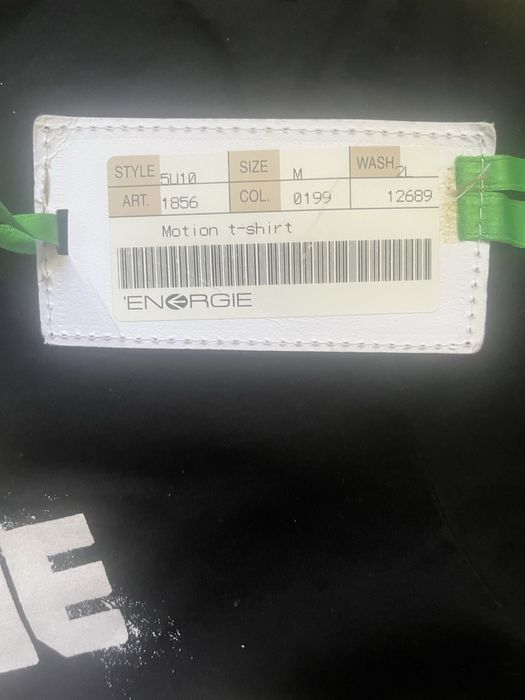 STYLE 5U10 SIZE M WASH 2L
ART. 1856 COL. 0199 12689
Motion t-shirt
'ENERGIE
E